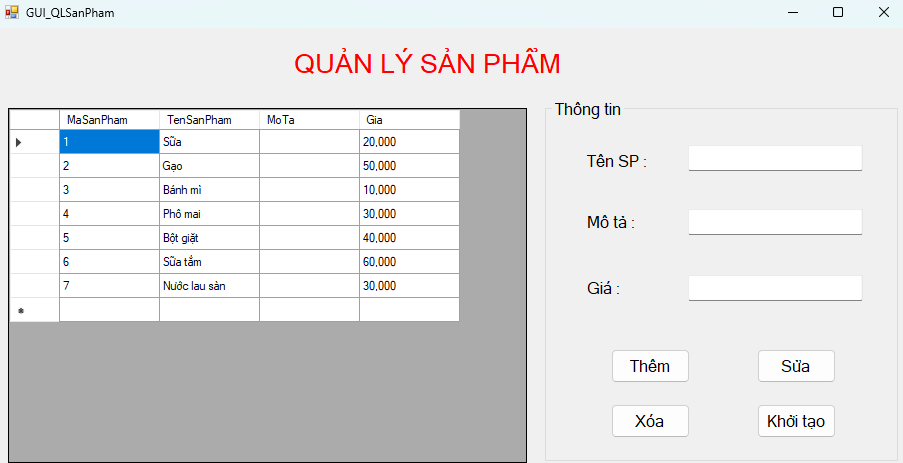 GUI_QLSanPham
QUẢN LÝ SẢN PHẨM
MaSanPham TenSanPham MoTa Gia
1 Sữa 20,000
2 Gạo 50,000
3 Bánh mì 10,000
4 Phô mai 30,000
5 Bột giặt 40,000
6 Sữa tắm 60,000
7 Nước lau sàn 30,000
Thông tin
Tên SP :
Mô tả :
Giá :
Thêm Sửa
Xóa Khởi tạo